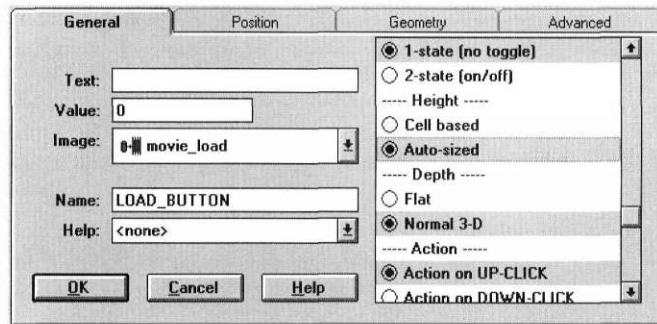 General Position Geometry Advanced
Text:
Value: 0
Image: movie_load
Name: LOAD_BUTTON
Help: <none>
OK Cancel Help
1-state (no toggle)
2-state (on/off)
----- Height -----
Cell based
Auto-sized
----- Depth -----
Flat
Normal 3-D
----- Action -----
Action on UP-CLICK
Action on DOWN-CLICK